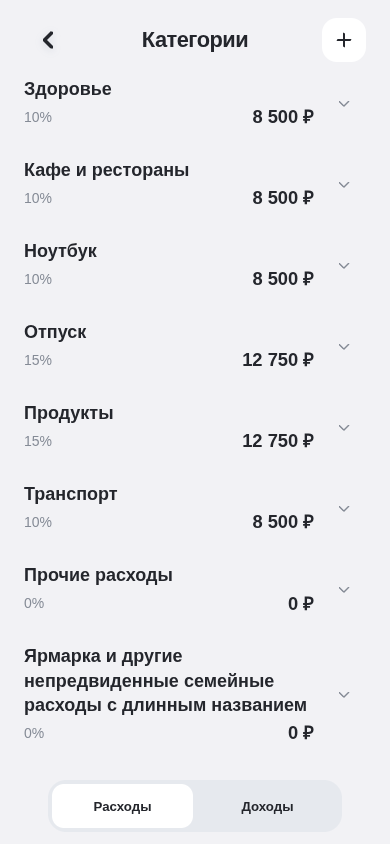 Категории
Здоровье
10%
8 500 ₽
Кафе и рестораны
10%
8 500 ₽
Ноутбук
10%
8 500 ₽
Отпуск
15%
12 750 ₽
Продукты
15%
12 750 ₽
Транспорт
10%
8 500 ₽
Прочие расходы
0%
0 ₽
Ярмарка и другие
непредвиденные семейные
расходы с длинным названием
0%
0 ₽
Расходы
Доходы